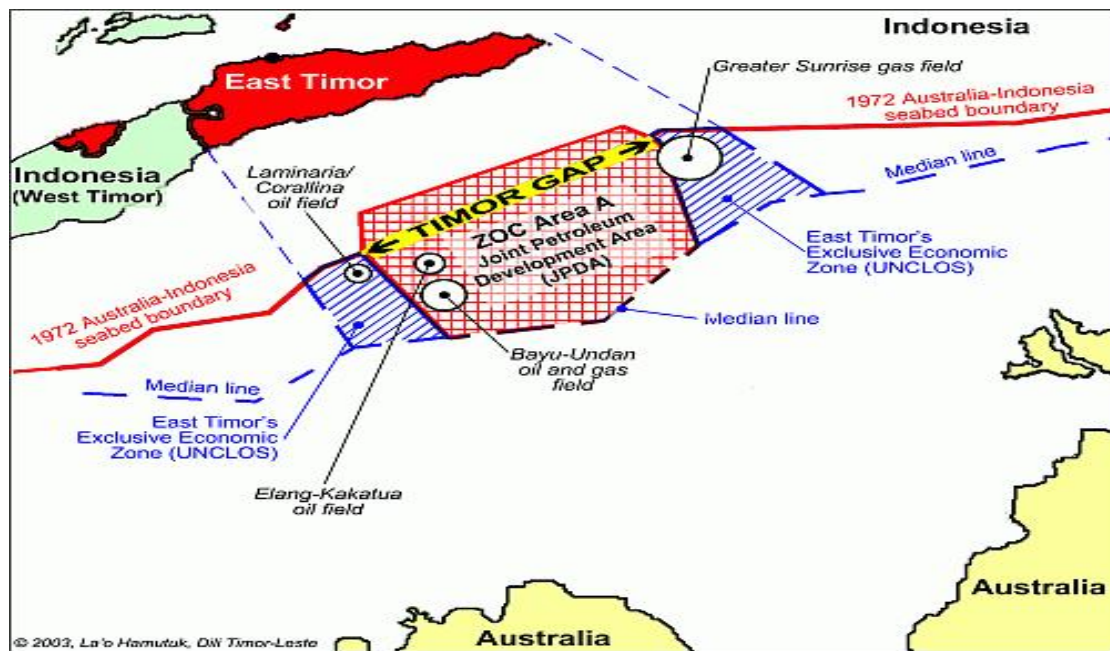 Indonesia
Greater Sunrise gas field
East Timor
1972 Australia-Indonesia
seabed boundary
Indonesia
(West Timor)
Laminaria/
Corallina
oil field
TIMOR GAP
Median line
ZOC Area A
Joint Petroleum
Development Area
(JPDA)
East Timor's
Exclusive Economic
Zone (UNCLOS)
1972 Australia-Indonesia
seabed boundary
Median line
Bayu-Undan
oil and gas
field
Median line
East Timor's
Exclusive Economic
Zone (UNCLOS)
Elang-Kakatua
oil field
Australia
Australia
© 2003, La'o Hamutuk, Dili Timor-Leste